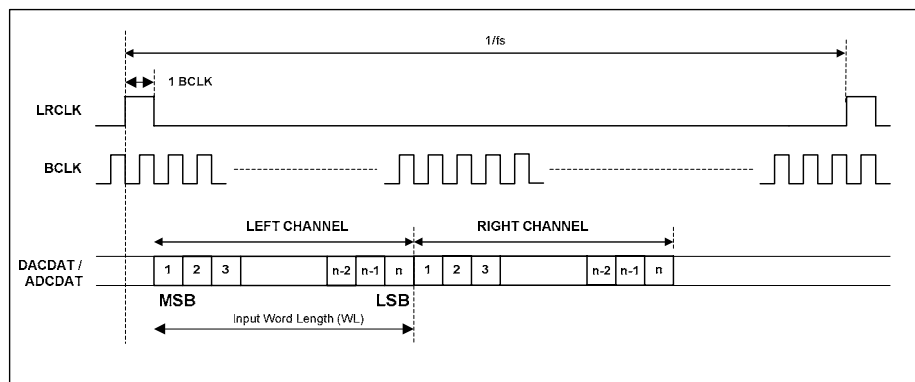 1/fs
1 BCLK
LRCLK
BCLK
LEFT CHANNEL RIGHT CHANNEL
DACDAT /
ADCDAT
1 2 3 n-2 n-1 n 1 2 3 n-2 n-1 n
MSB LSB
Input Word Length (WL)